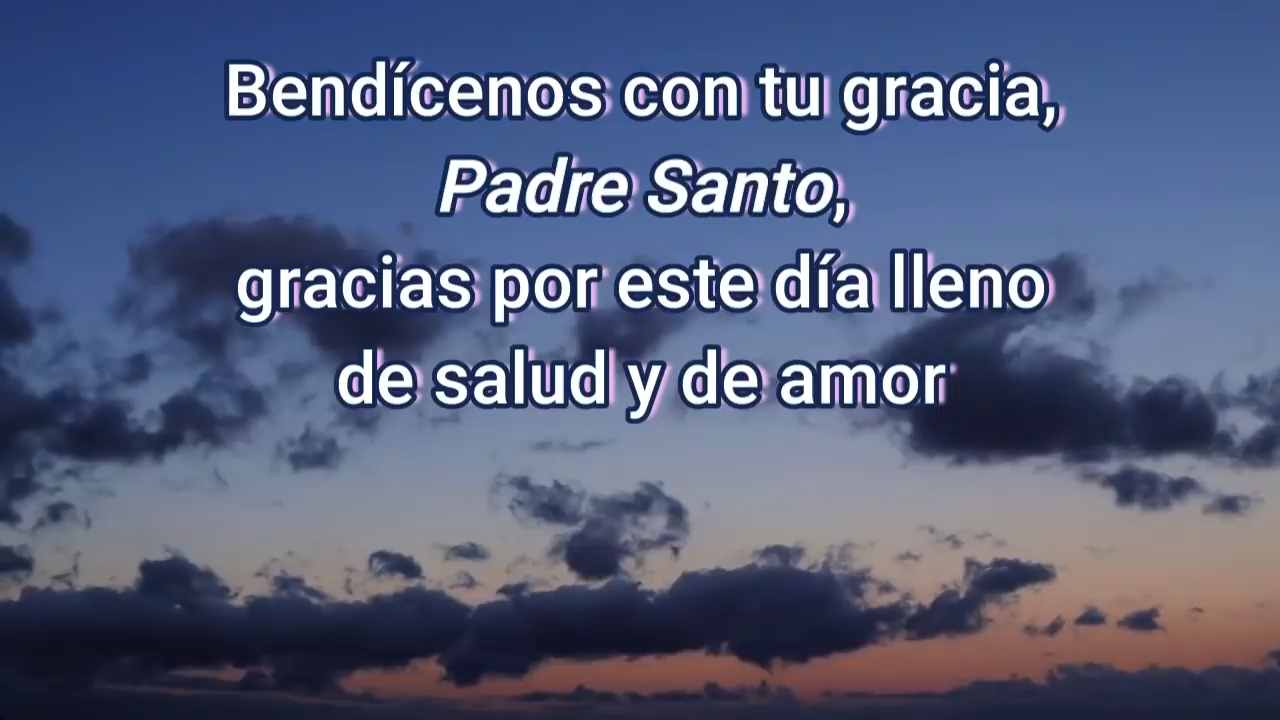 Bendícenos con tu gracia,
Padre Santo,
gracias por este día lleno
de salud y de amor